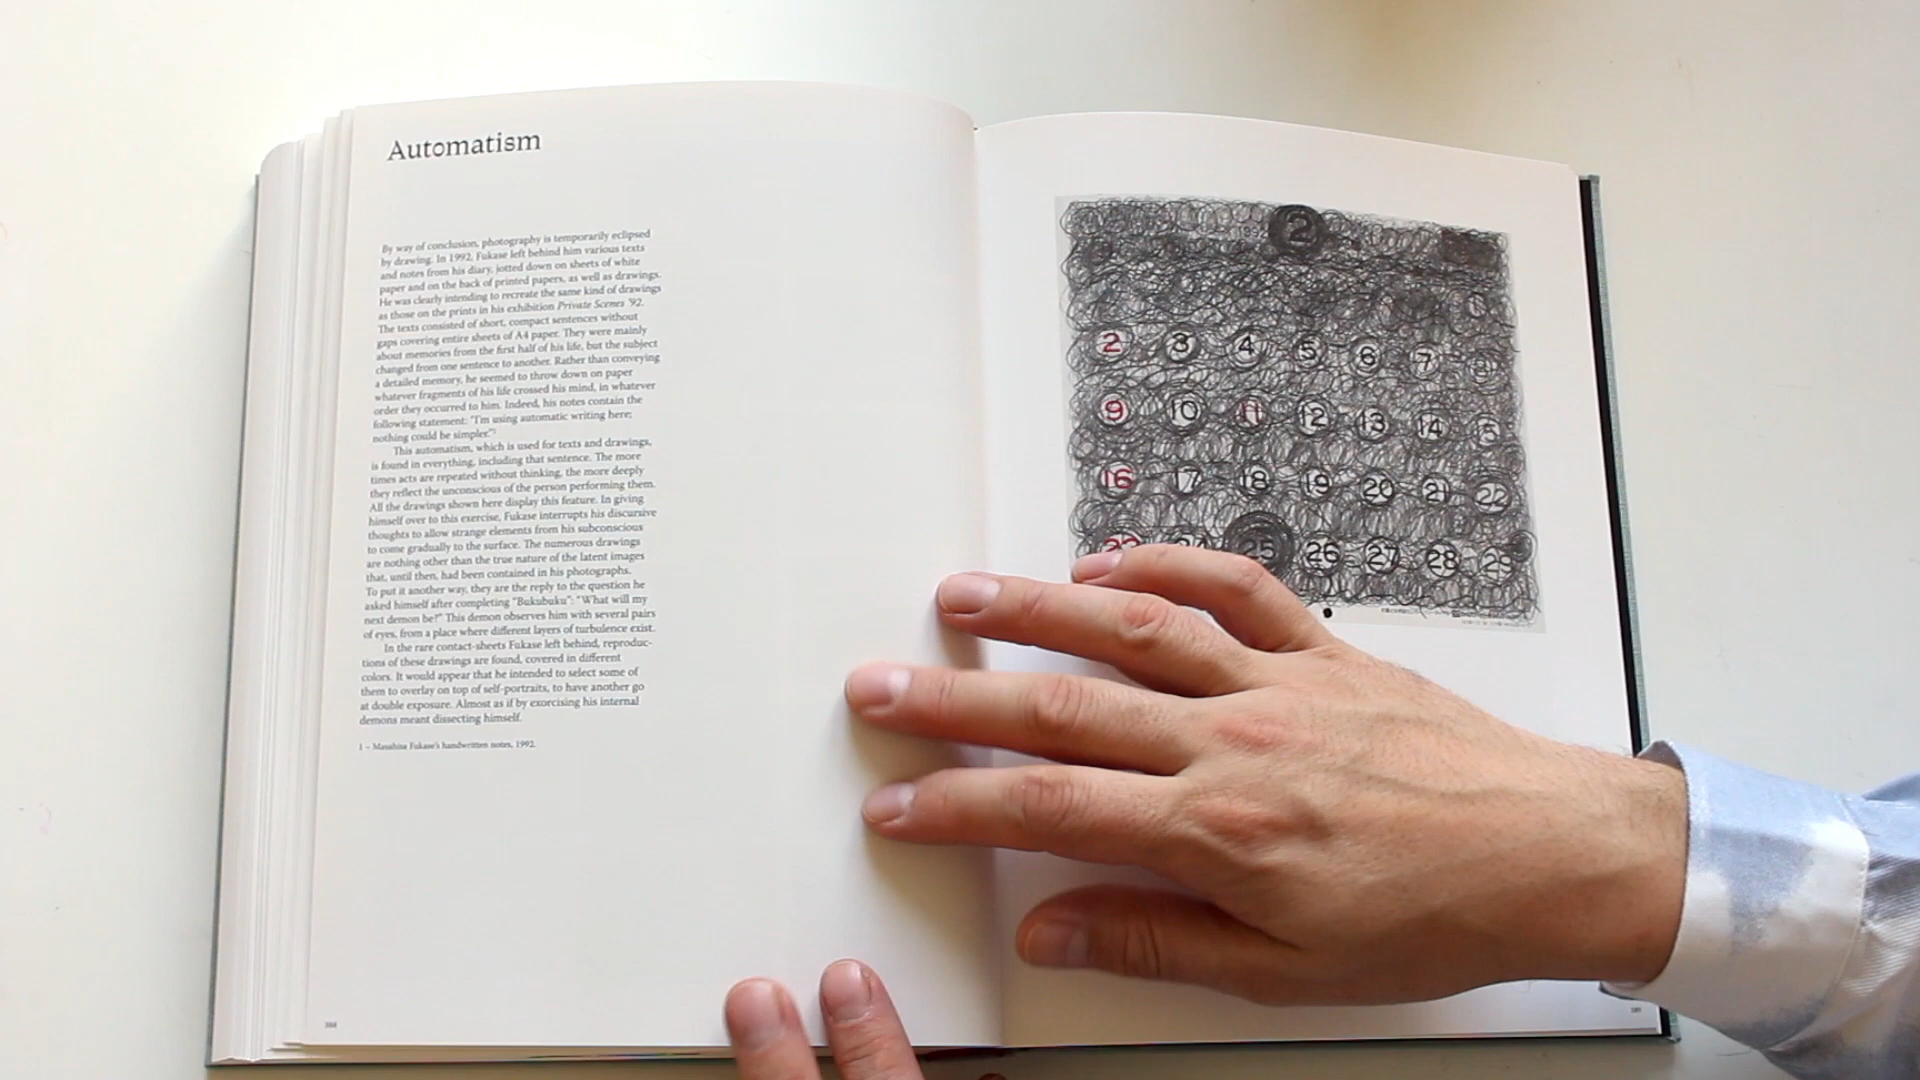 Automatism
By way of conclusion, photography is temporarily eclipsed
by drawing. In 1992, Fukase left behind him various texts
and notes from his diary, jotted down on sheets of white
paper and on the back of printed papers, as well as drawings.
He was clearly intending to recreate the same kind of drawings
as those on the prints in his exhibition Private Scenes '92.
The texts consisted of short, compact sentences without
gaps covering entire sheets of A4 paper. They were mainly
about memories from the first half of his life, but the subject
changed from one sentence to another. Rather than conveying
a detailed memory, he seemed to throw down on paper
whatever fragments of his life crossed his mind, in whatever
order they occurred to him. Indeed, his notes contain the
following statement: "I'm using automatic writing here;
nothing could be simpler."¹
This automatism, which is used for texts and drawings,
is found in everything, including that sentence. The more
times acts are repeated without thinking, the more deeply
they reflect the unconscious of the person performing them.
All the drawings shown here display this feature. In giving
himself over to this exercise, Fukase interrupts his discursive
thoughts to allow strange elements from his subconscious
to come gradually to the surface. The numerous drawings
are nothing other than the true nature of the latent images
that, until then, had been contained in his photographs.
To put it another way, they are the reply to the question he
asked himself after completing "Bukubuku": "What will my
next demon be?" This demon observes him with several pairs
of eyes, from a place where different layers of turbulence exist.
In the rare contact-sheets Fukase left behind, reproduc-
tions of these drawings are found, covered in different
colors. It would appear that he intended to select some of
them to overlay on top of self-portraits, to have another go
at double exposure. Almost as if by exorcising his internal
demons meant dissecting himself.
1 – Masahisa Fukase's handwritten notes, 1992.
2
1
2 3 4 5 6 7 8
9 10 11 12 13 14 15
16 17 18 19 20 21 22
23 24 25 26 27 28 29